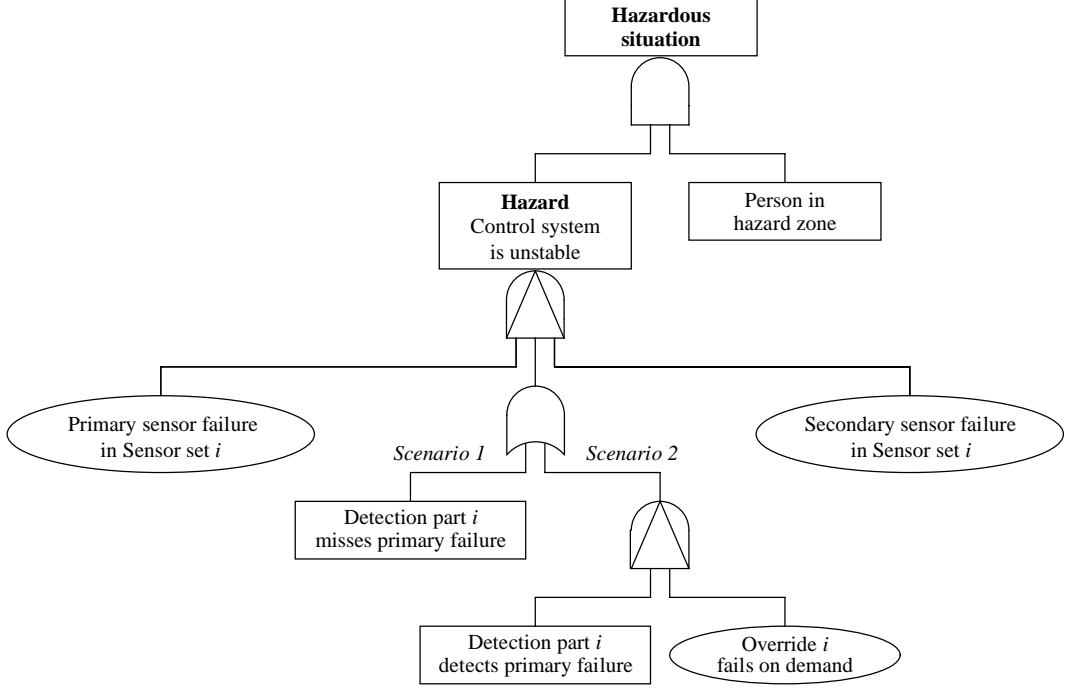 Hazardous
situation
Hazard
Control system
is unstable
Person in
hazard zone
Primary sensor failure
in Sensor set i
Secondary sensor failure
in Sensor set i
Scenario 1
Scenario 2
Detection part i
misses primary failure
Detection part i
detects primary failure
Override i
fails on demand